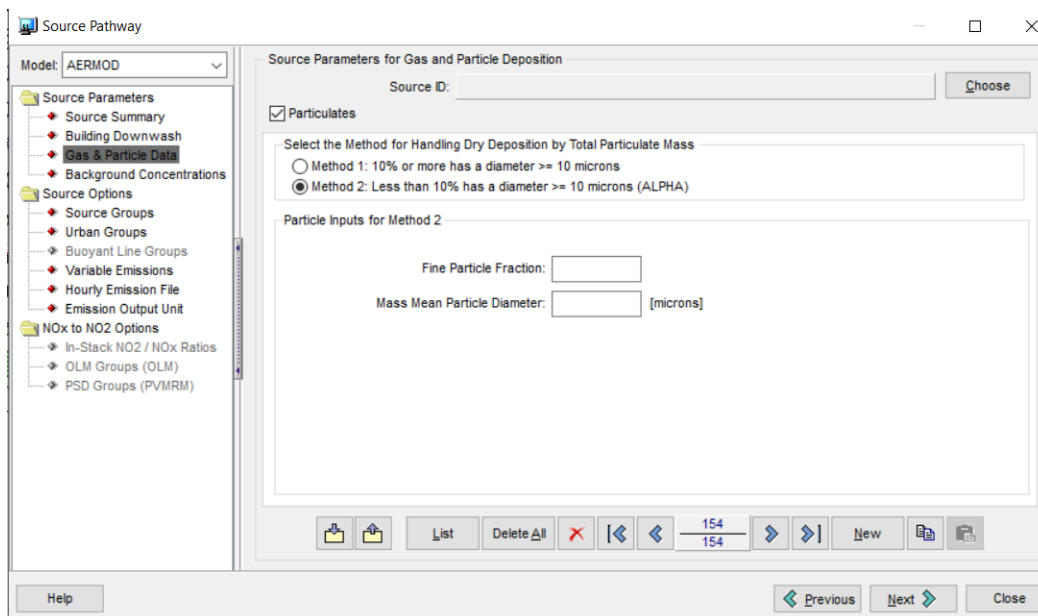 Source Pathway
Model: AERMOD
Source Parameters
Source Summary
Building Downwash
Gas & Particle Data
Background Concentrations
Source Options
Source Groups
Urban Groups
Buoyant Line Groups
Variable Emissions
Hourly Emission File
Emission Output Unit
NOx to NO2 Options
In-Stack NO2 / NOx Ratios
OLM Groups (OLM)
PSD Groups (PVMRM)
Source Parameters for Gas and Particle Deposition
Source ID:
Choose
Particulates
Select the Method for Handling Dry Deposition by Total Particulate Mass
Method 1: 10% or more has a diameter >= 10 microns
Method 2: Less than 10% has a diameter >= 10 microns (ALPHA)
Particle Inputs for Method 2
Fine Particle Fraction:
Mass Mean Particle Diameter: [microns]
List Delete All 154 New
154
Help Previous Next Close